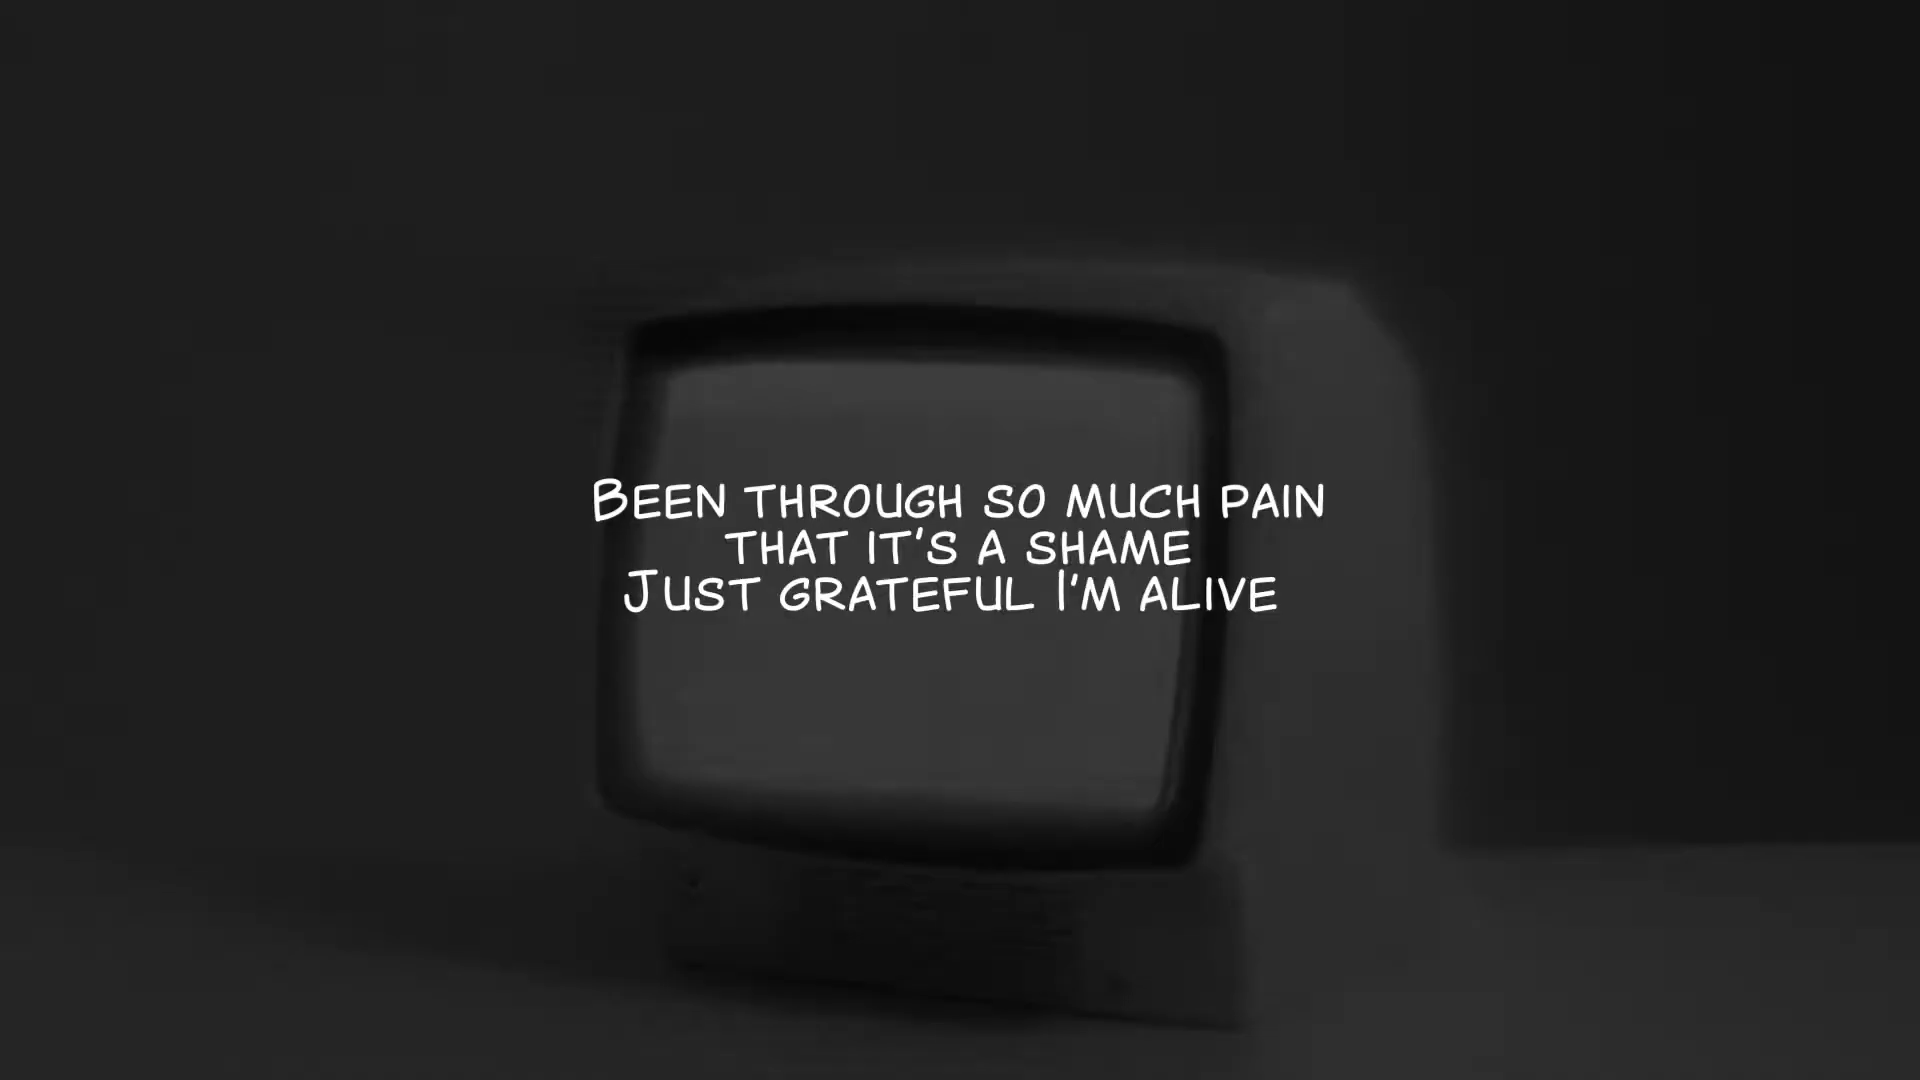 Been through so much pain
that it's a shame
Just grateful I'm alive